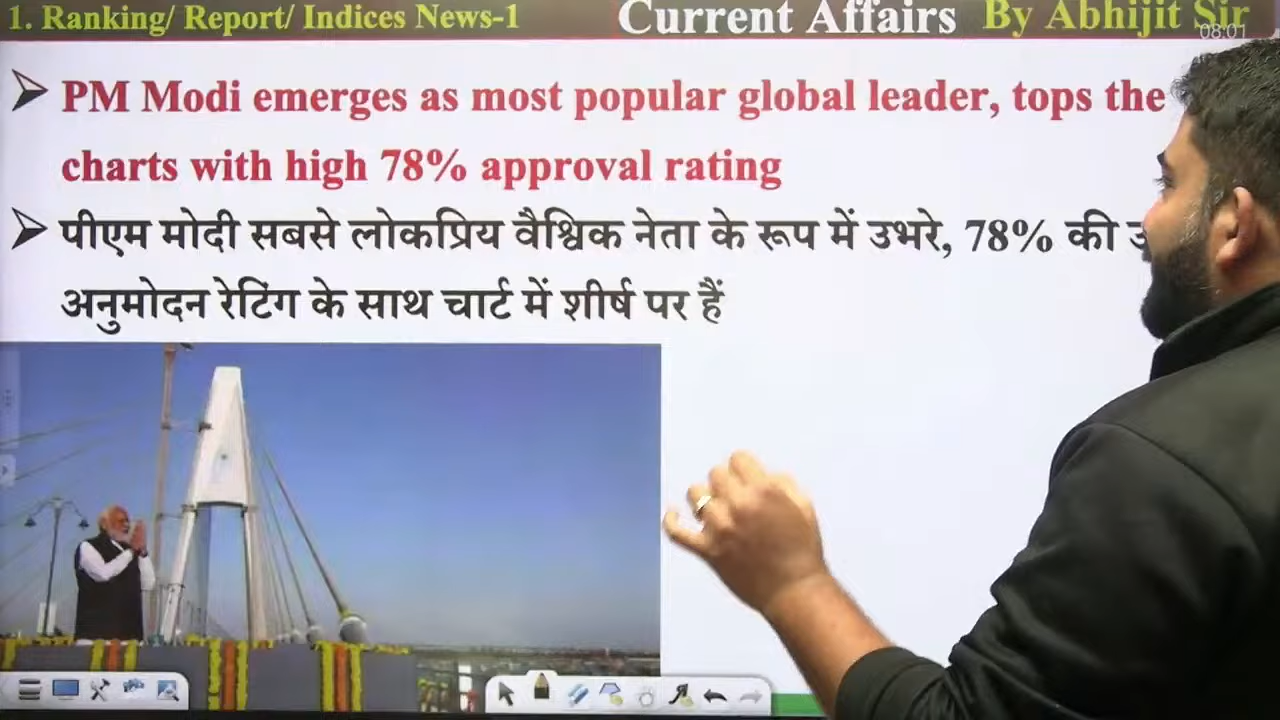 1. Ranking/ Report/ Indices News-1
Current Affairs By Abhijit Sir
08:01
PM Modi emerges as most popular global leader, tops the
charts with high 78% approval rating
पीएम मोदी सबसे लोकप्रिय वैश्विक नेता के रूप में उभरे, 78% की
अनुमोदन रेटिंग के साथ चार्ट में शीर्ष पर हैं